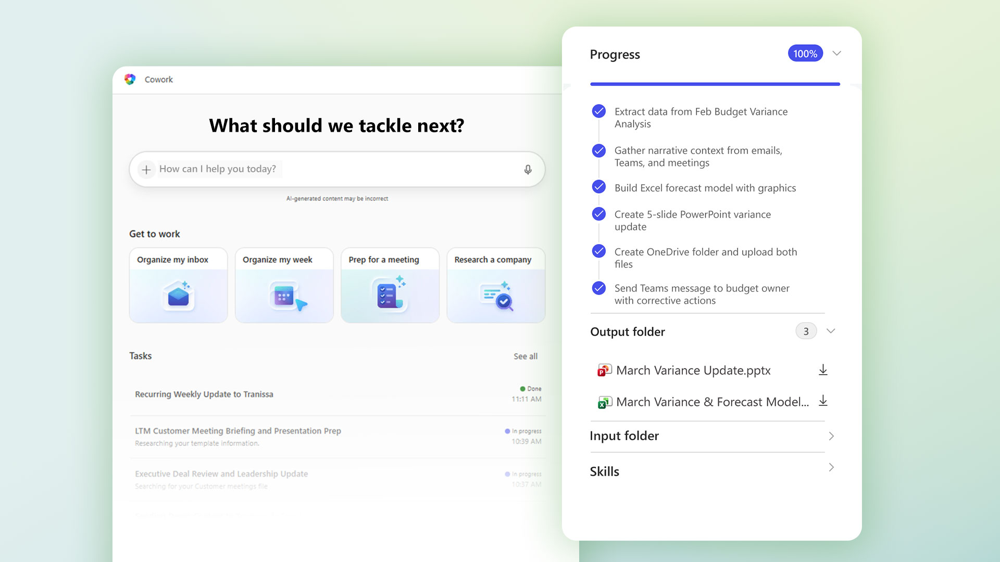 Cowork
What should we tackle next?
How can I help you today?
AI-generated content may be incorrect
Get to work
Organize my inbox
Organize my week
Prep for a meeting
Research a company
Tasks
See all
Recurring Weekly Update to Tranissa
Done
11:11 AM
LTM Customer Meeting Briefing and Presentation Prep
Researching your template information.
In progress
10:39 AM
Executive Deal Review and Leadership Update
Searching for your Customer meetings file
In progress
10:37 AM
Progress
100%
Extract data from Feb Budget Variance
Analysis
Gather narrative context from emails,
Teams, and meetings
Build Excel forecast model with graphics
Create 5-slide PowerPoint variance
update
Create OneDrive folder and upload both
files
Send Teams message to budget owner
with corrective actions
Output folder
3
P
March Variance Update.pptx
X
March Variance & Forecast Model...
Input folder
Skills